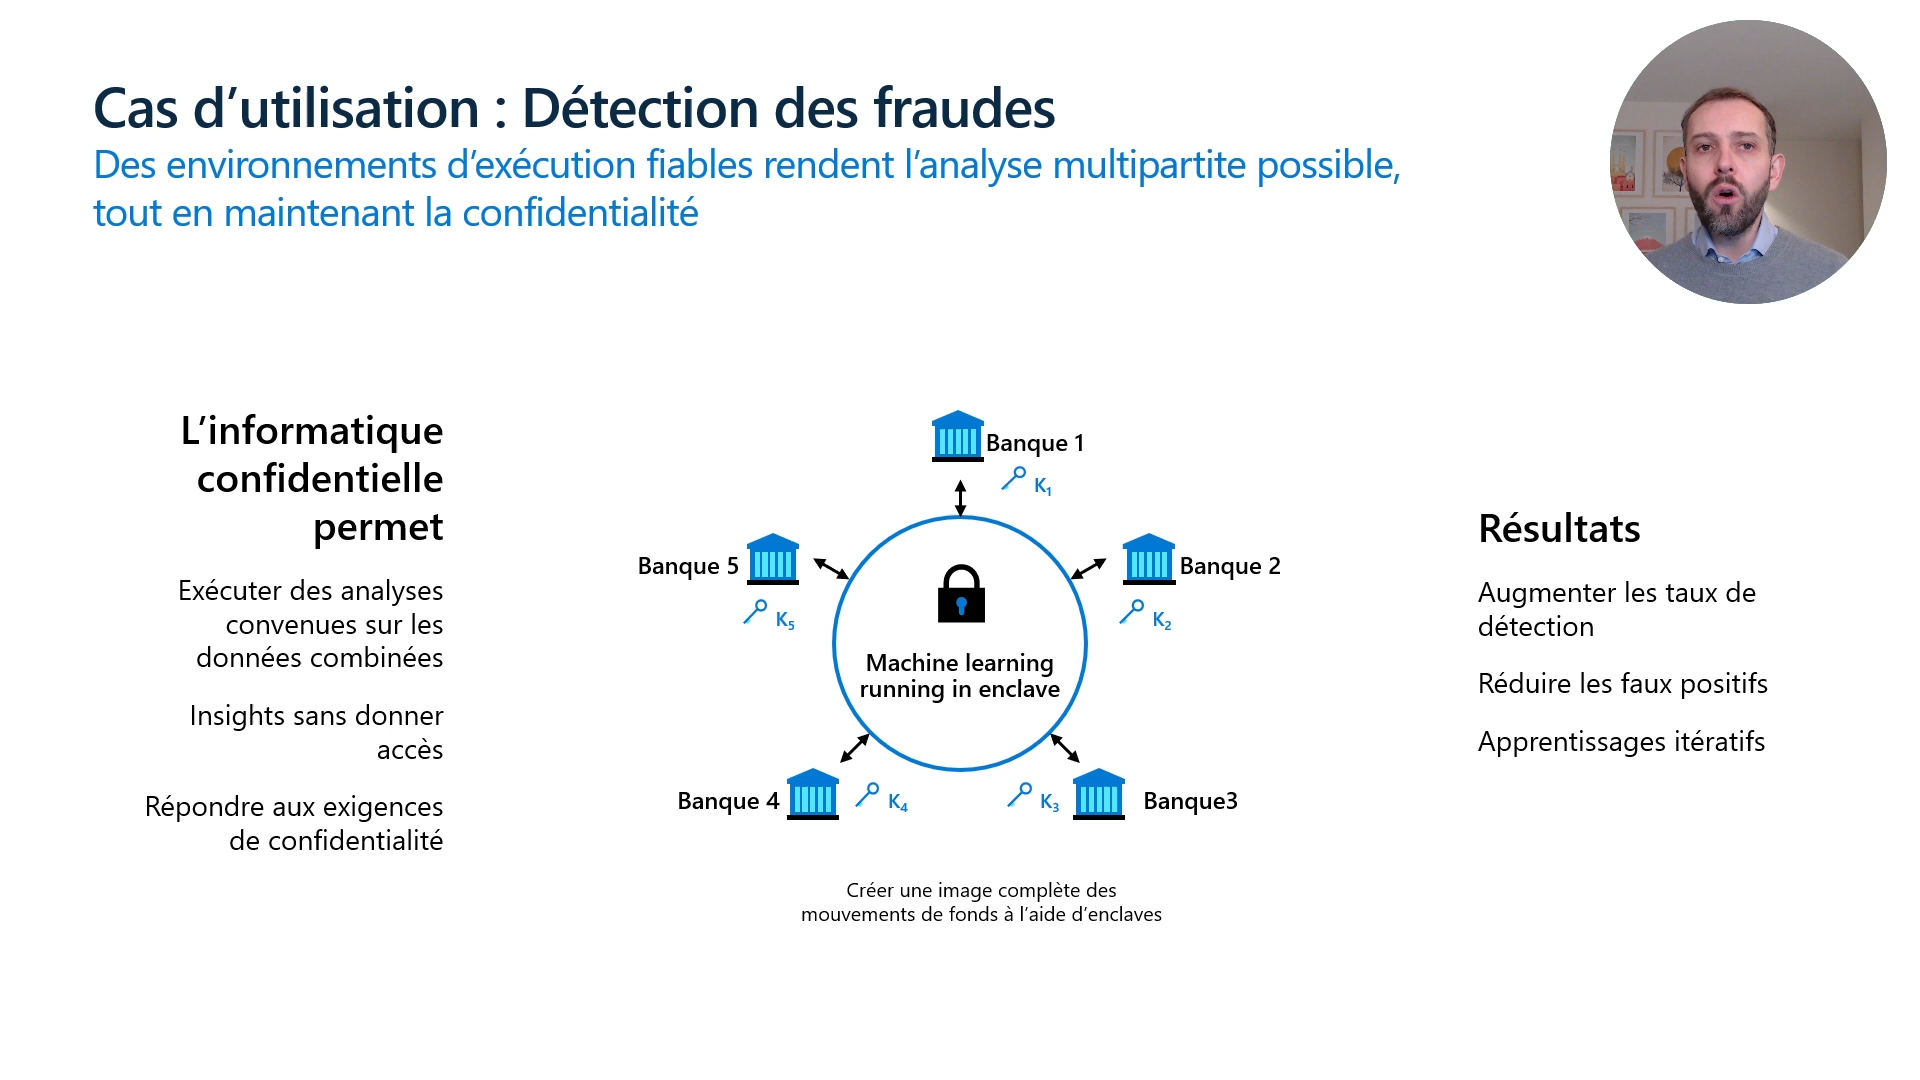 Cas d’utilisation : Détection des fraudes
Des environnements d’exécution fiables rendent l’analyse multipartite possible,
tout en maintenant la confidentialité
L’informatique
confidentielle
permet
Exécuter des analyses
convenues sur les
données combinées
Insights sans donner
accès
Répondre aux exigences
de confidentialité
Banque 1
K₁
Banque 5
K₅
Banque 2
K₂
Machine learning
running in enclave
Banque 4
K₄
K₃
Banque3
Créer une image complète des
mouvements de fonds à l’aide d’enclaves
Résultats
Augmenter les taux de
détection
Réduire les faux positifs
Apprentissages itératifs